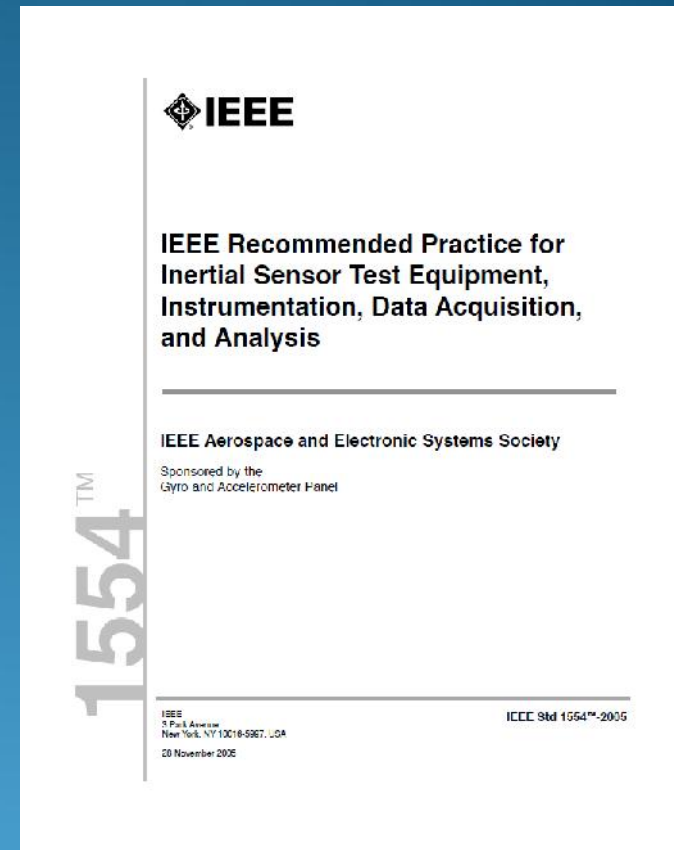 IEEE
IEEE Recommended Practice for
Inertial Sensor Test Equipment,
Instrumentation, Data Acquisition,
and Analysis
IEEE Aerospace and Electronic Systems Society
Sponsored by the
Gyro and Accelerometer Panel
1554™
IEEE
3 Park Avenue
New York, NY 10016-5997, USA
28 November 2005
IEEE Std 1554™-2005